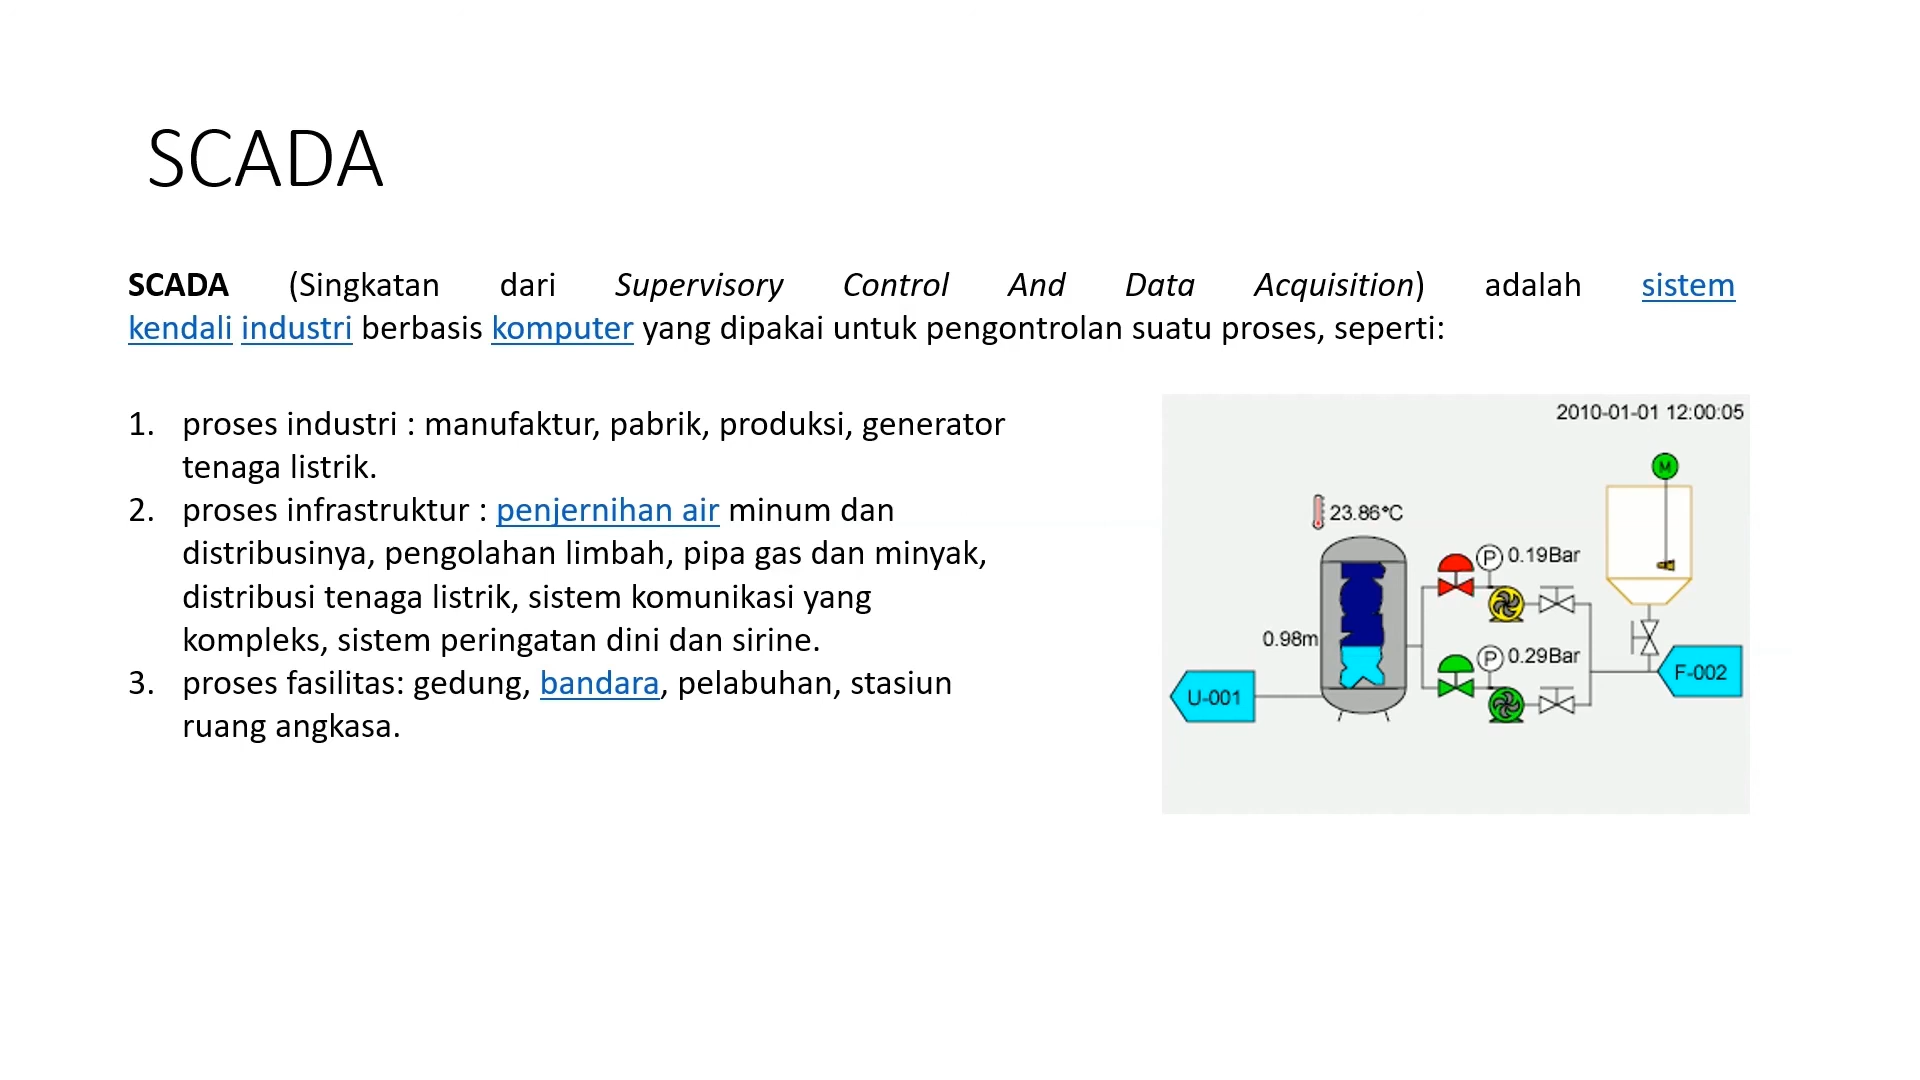 SCADA
SCADA (Singkatan dari Supervisory Control And Data Acquisition) adalah sistem
kendali industri berbasis komputer yang dipakai untuk pengontrolan suatu proses, seperti:
1. proses industri : manufaktur, pabrik, produksi, generator
tenaga listrik.
2. proses infrastruktur : penjernihan air minum dan
distribusinya, pengolahan limbah, pipa gas dan minyak,
distribusi tenaga listrik, sistem komunikasi yang
kompleks, sistem peringatan dini dan sirine.
3. proses fasilitas: gedung, bandara, pelabuhan, stasiun
ruang angkasa.
2010-01-01 12:00:05
M
23.86°C
P 0.19Bar
0.98m
P 0.29Bar
F-002
U-001